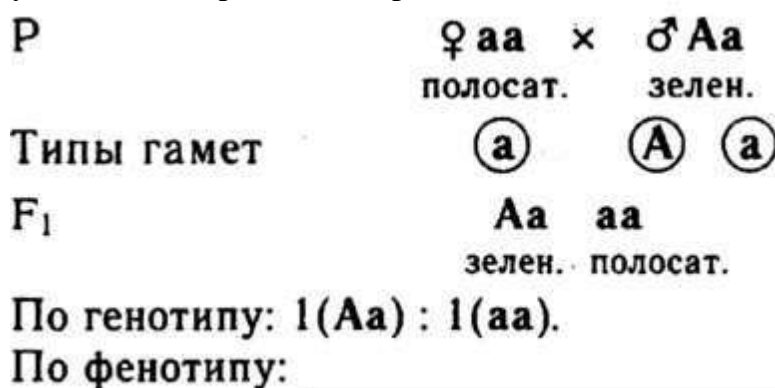 P ♀ aa × ♂ Aa
полосат. зелен.
Типы гамет a A a
F1 Aa aa
зелен. полосат.
По генотипу: 1(Aa) : 1(aa).
По фенотипу: